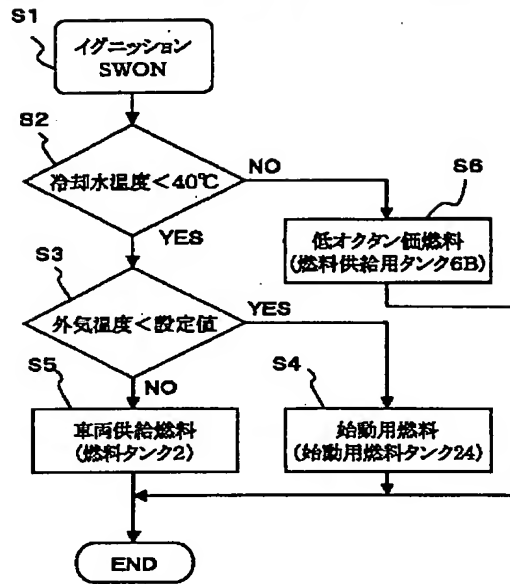 S1
イグニッション
SWON
S2
冷却水温度<40℃
NO
YES
S6
低オクタン価燃料
(燃料供給用タンク6B)
S3
外気温度<設定値
YES
NO
S5
車両供給燃料
(燃料タンク2)
S4
始動用燃料
(始動用燃料タンク24)
END